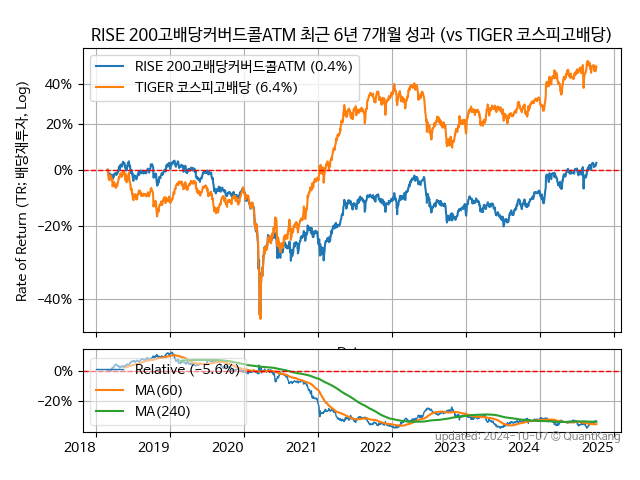 RISE 200고배당커버드콜ATM 최근 6년 7개월 성과 (vs TIGER 코스피고배당)
RISE 200고배당커버드콜ATM (0.4%)
TIGER 코스피고배당 (6.4%)
Rate of Return (TR: 배당재투자, Log)
40%
20%
0%
−20%
−40%
Relative (−5.6%)
MA(60)
MA(240)
0%
−20%
updated: 2024-10-07 © QuantKang
2018
2019
2020
2021
2022
2023
2024
2025